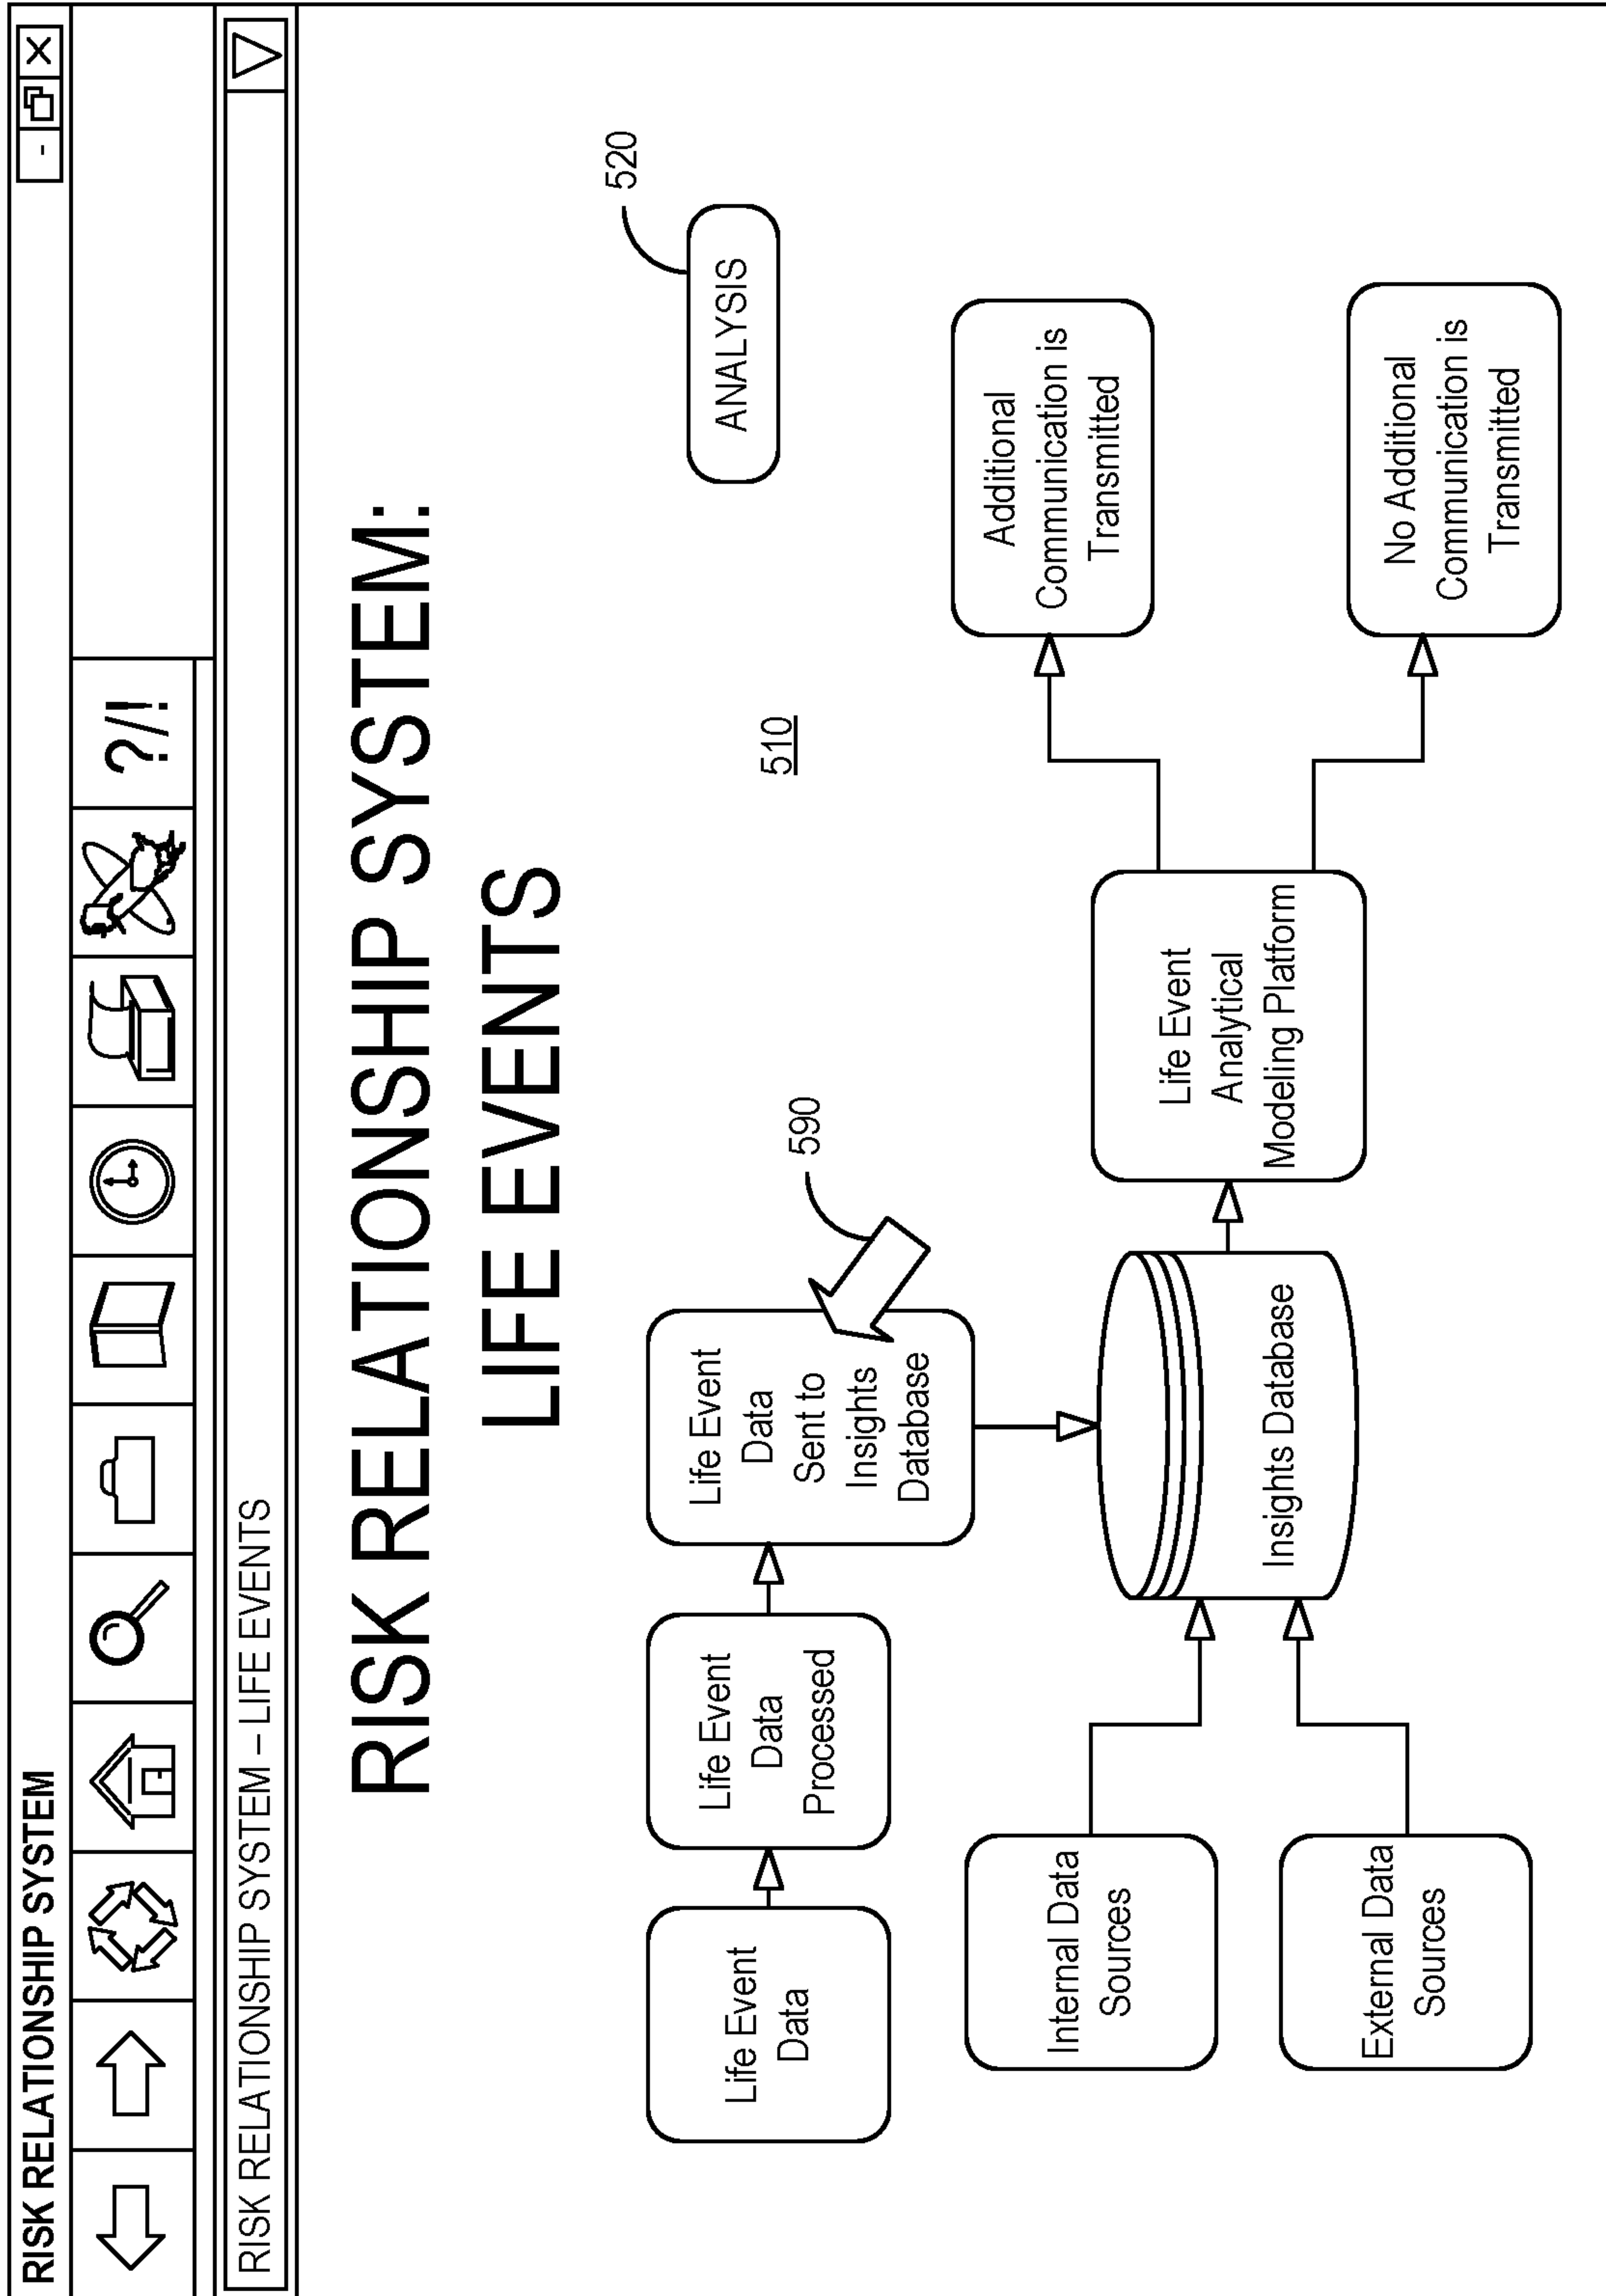 RISK RELATIONSHIP SYSTEM
- X
?/!
RISK RELATIONSHIP SYSTEM – LIFE EVENTS
RISK RELATIONSHIP SYSTEM:
LIFE EVENTS
520
ANALYSIS
510
Life Event
Data
Life Event
Data
Processed
Life Event
Data
Sent to
Insights
Database
590
Internal Data
Sources
External Data
Sources
Insights Database
Life Event
Analytical
Modeling Platform
Additional
Communication is
Transmitted
No Additional
Communication is
Transmitted